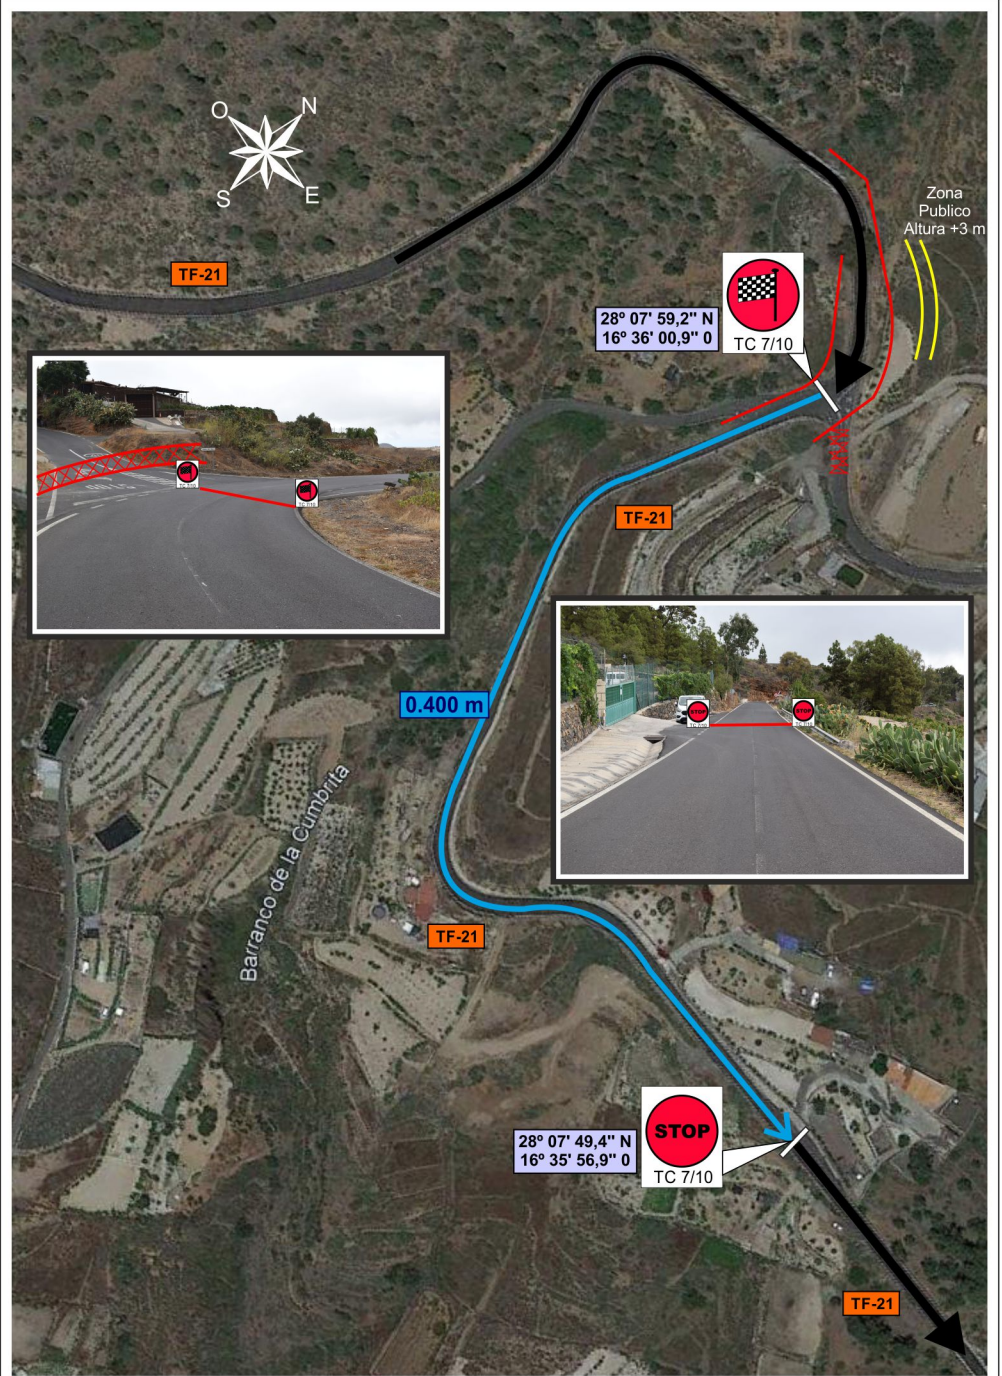 O N
S E
Zona
Publico
Altura +3 m
TF-21
28º 07' 59,2" N
16º 36' 00,9" 0
TC 7/10
TF-21
STOP
STOP
0.400 m
Barranco de la Cumbrita
TF-21
28º 07' 49,4" N
16º 35' 56,9" 0
STOP
TC 7/10
TF-21